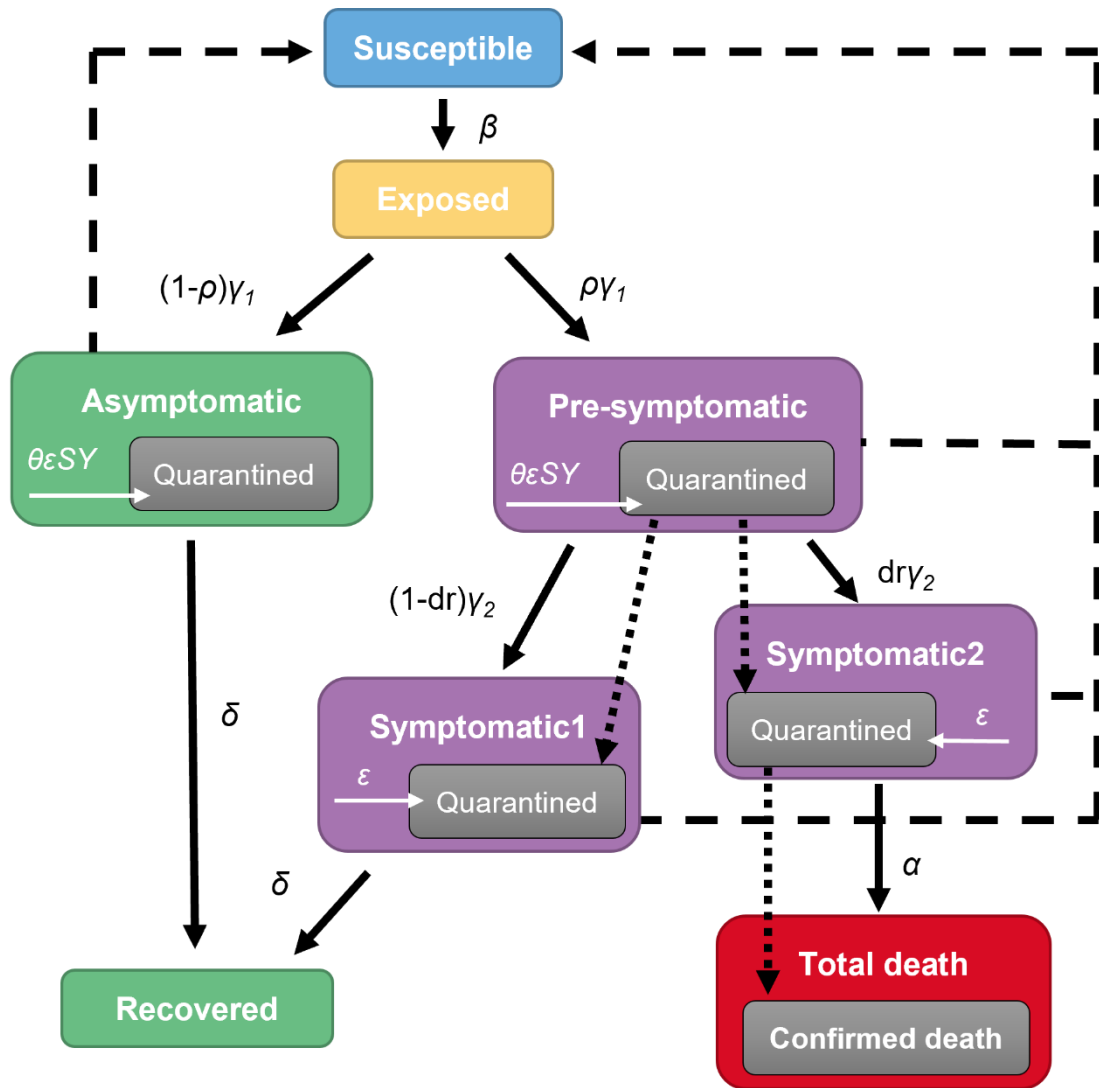 Susceptible
β
Exposed
(1-ρ)γ₁
ργ₁
Asymptomatic
θεSY
Quarantined
Pre-symptomatic
θεSY
Quarantined
(1-dr)γ₂
drγ₂
Symptomatic2
Quarantined
ε
δ
Symptomatic1
ε
Quarantined
δ
α
Total death
Confirmed death
Recovered